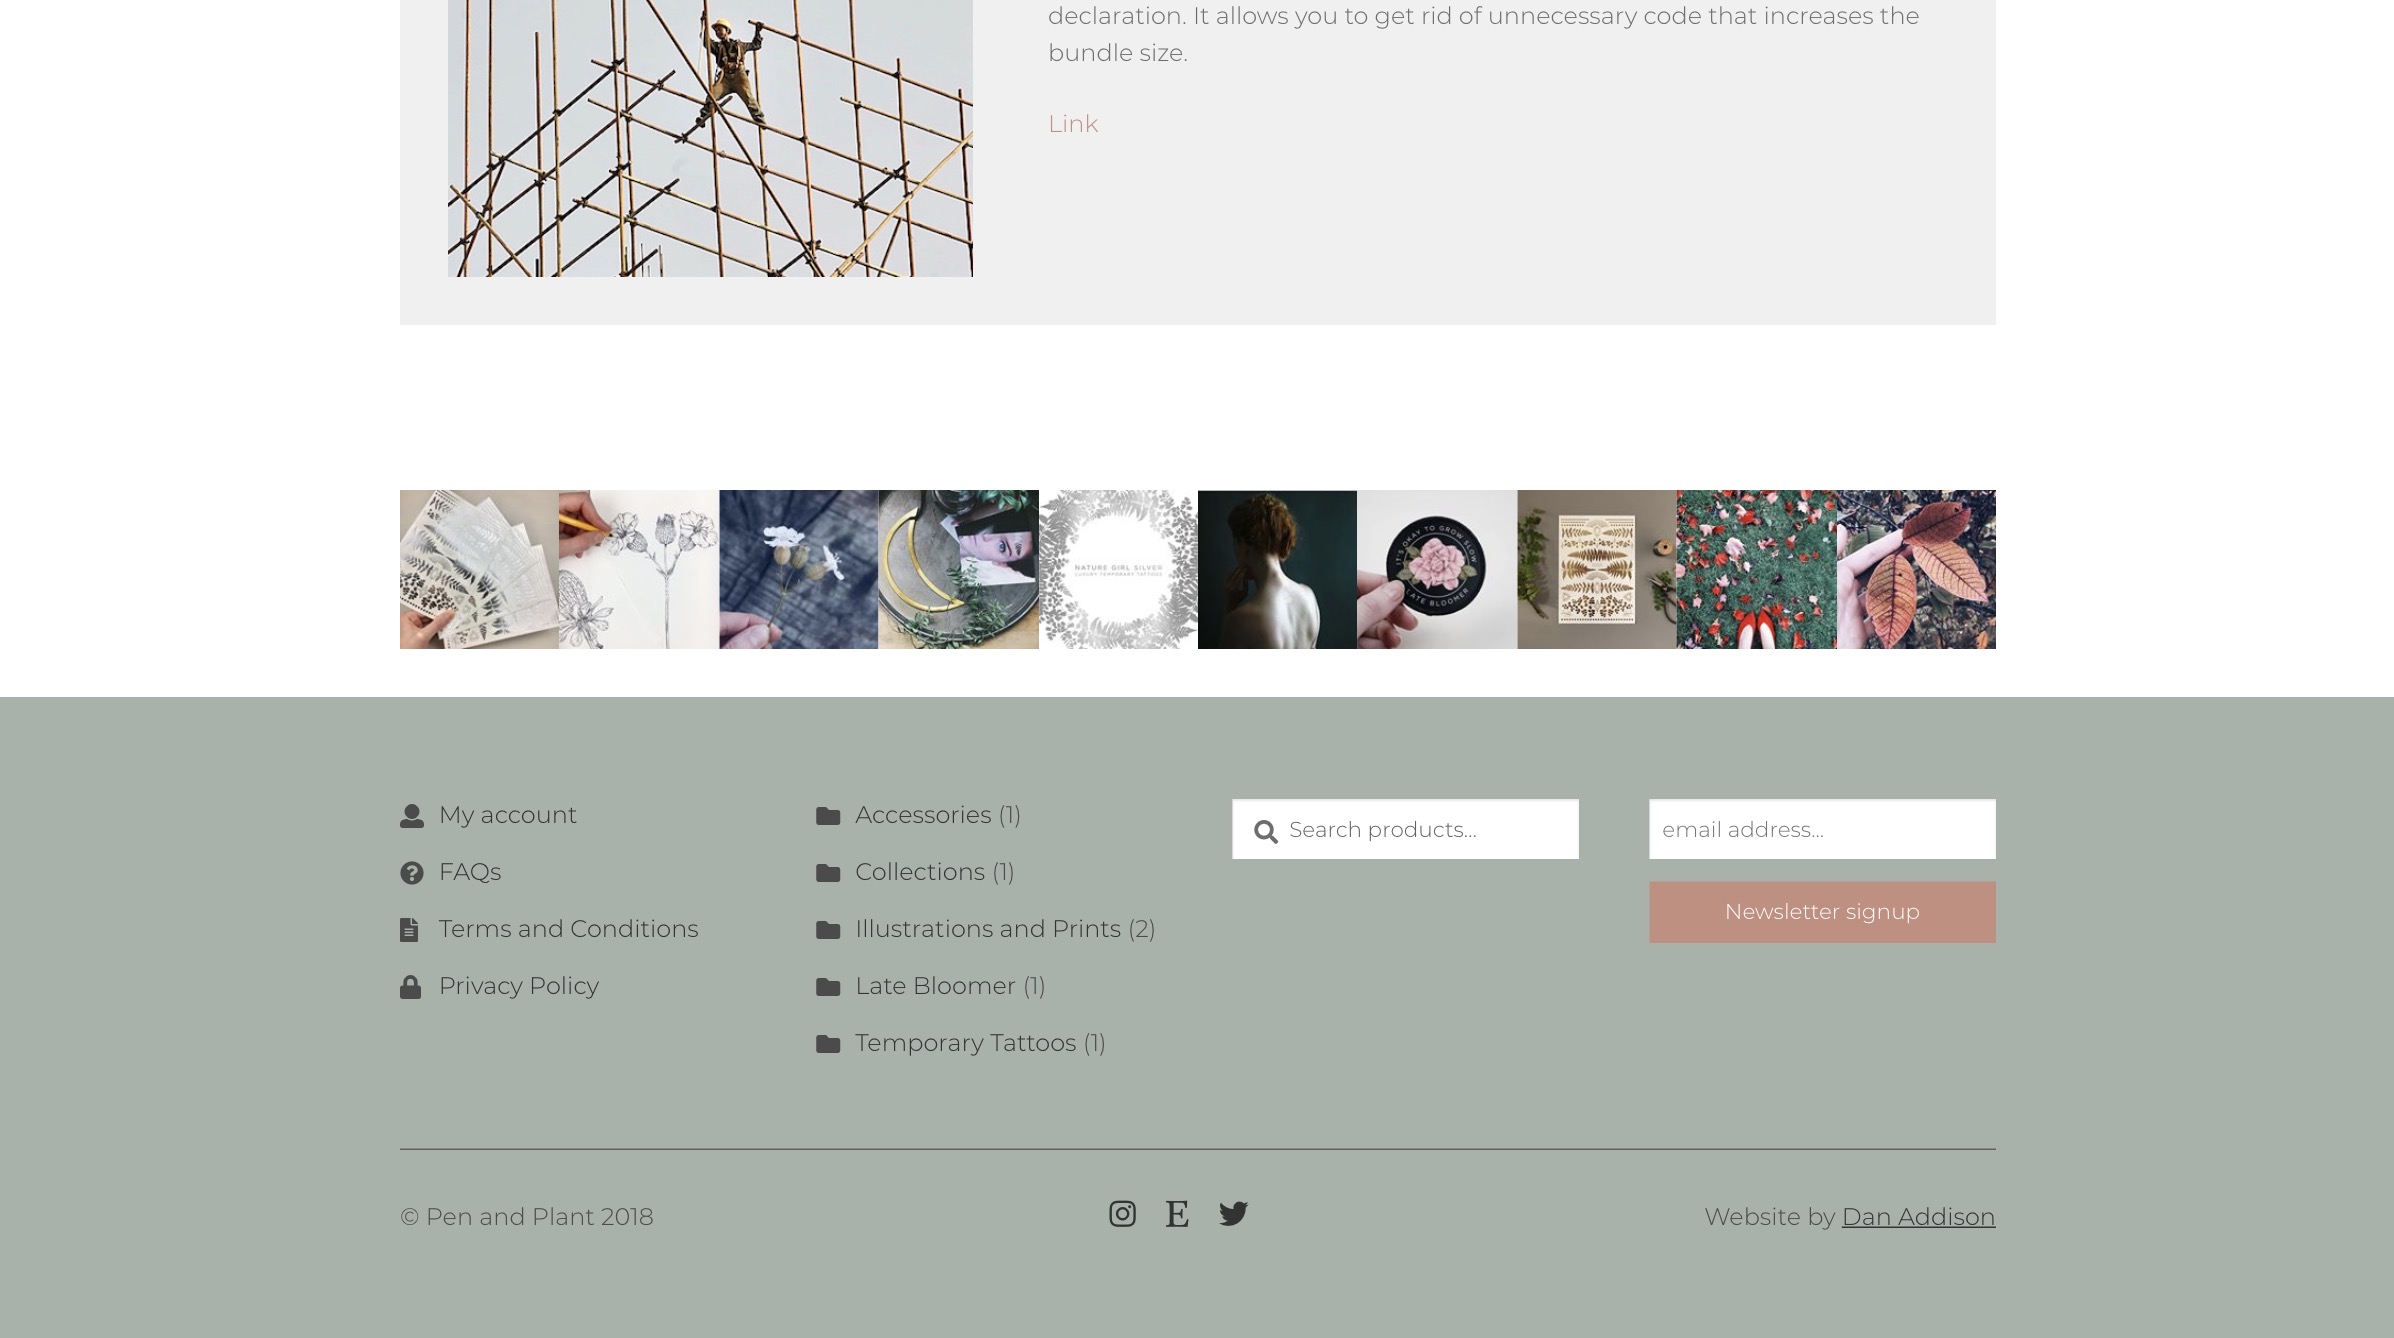 declaration. It allows you to get rid of unnecessary code that increases the
bundle size.
Link
NATURE GIRL SILVER
LUXURY TEMPORARY TATTOOS
IT'S OKAY TO GROW SLOW
LATE BLOOMER
My account
FAQs
Terms and Conditions
Privacy Policy
Accessories (1)
Collections (1)
Illustrations and Prints (2)
Late Bloomer (1)
Temporary Tattoos (1)
Search products...
email address...
Newsletter signup
© Pen and Plant 2018
E
Website by Dan Addison